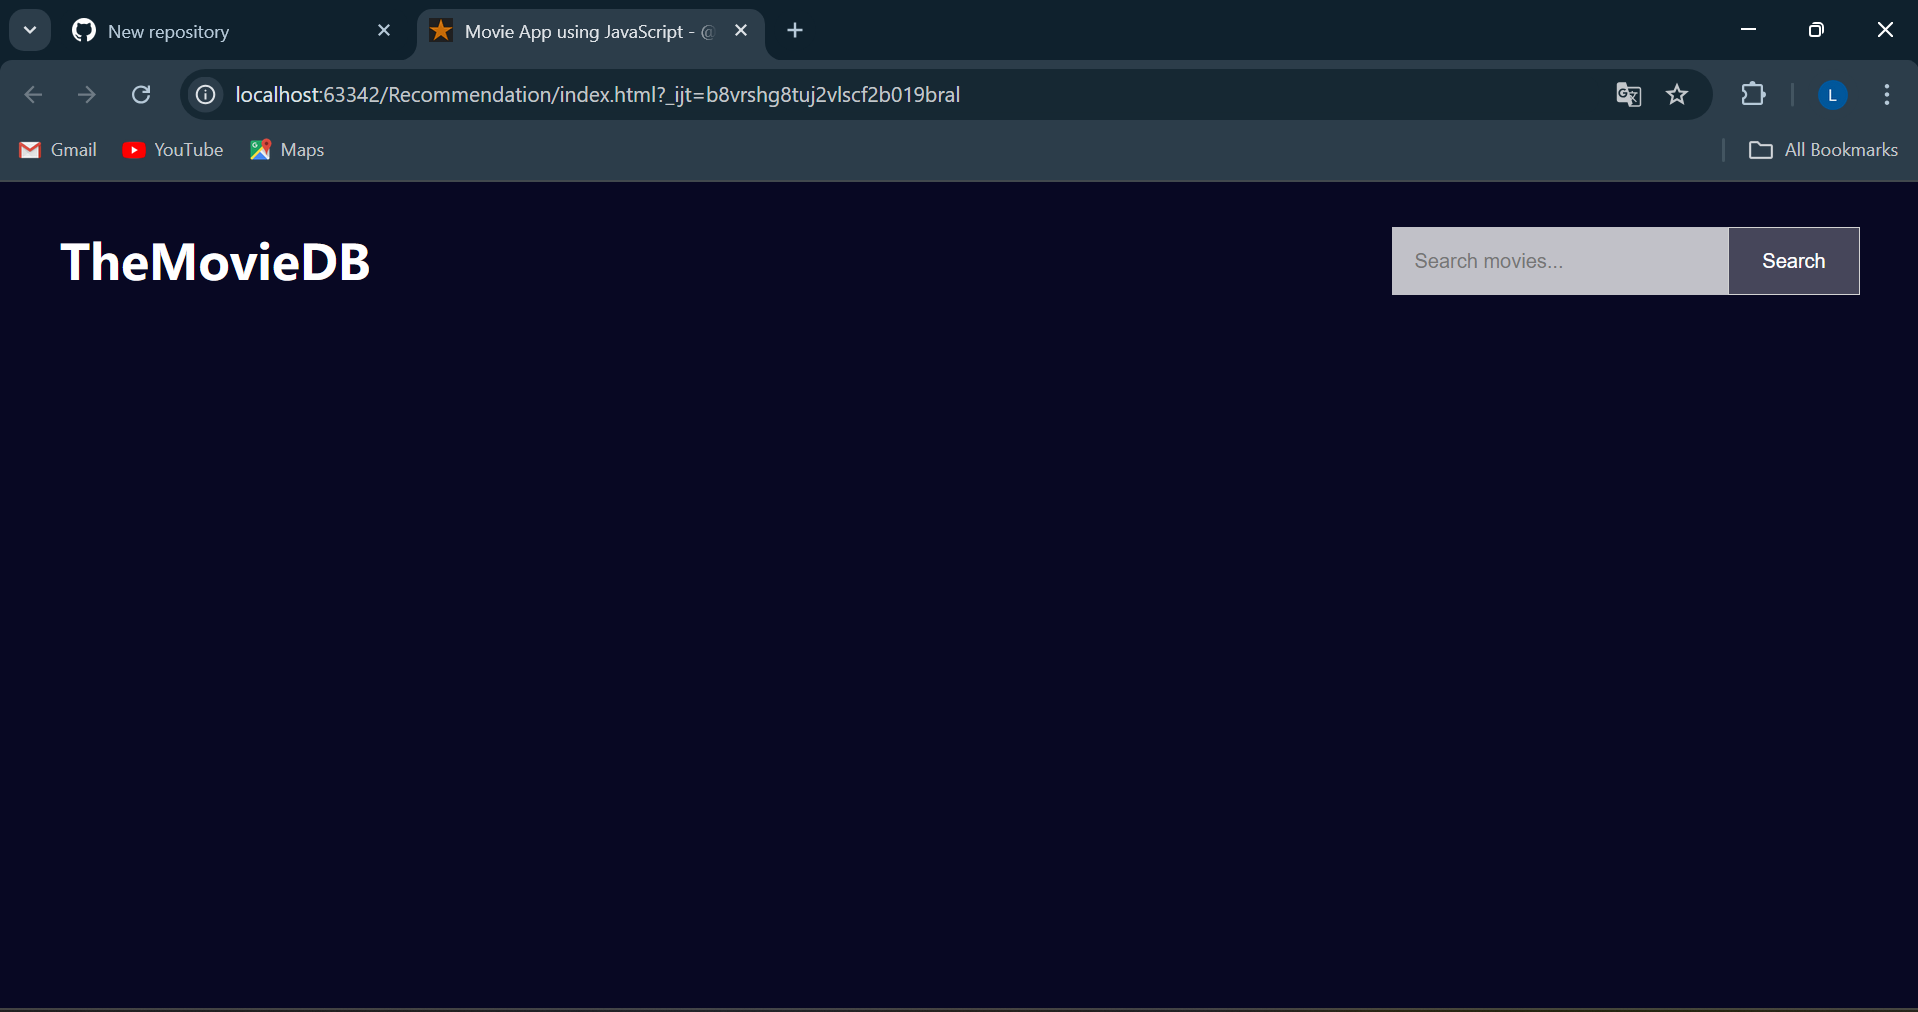 New repository
Movie App using JavaScript - @
localhost:63342/Recommendation/index.html?_ijt=b8vrshg8tuj2vlscf2b019bral
L
Gmail
YouTube
Maps
All Bookmarks
TheMovieDB
Search movies...
Search